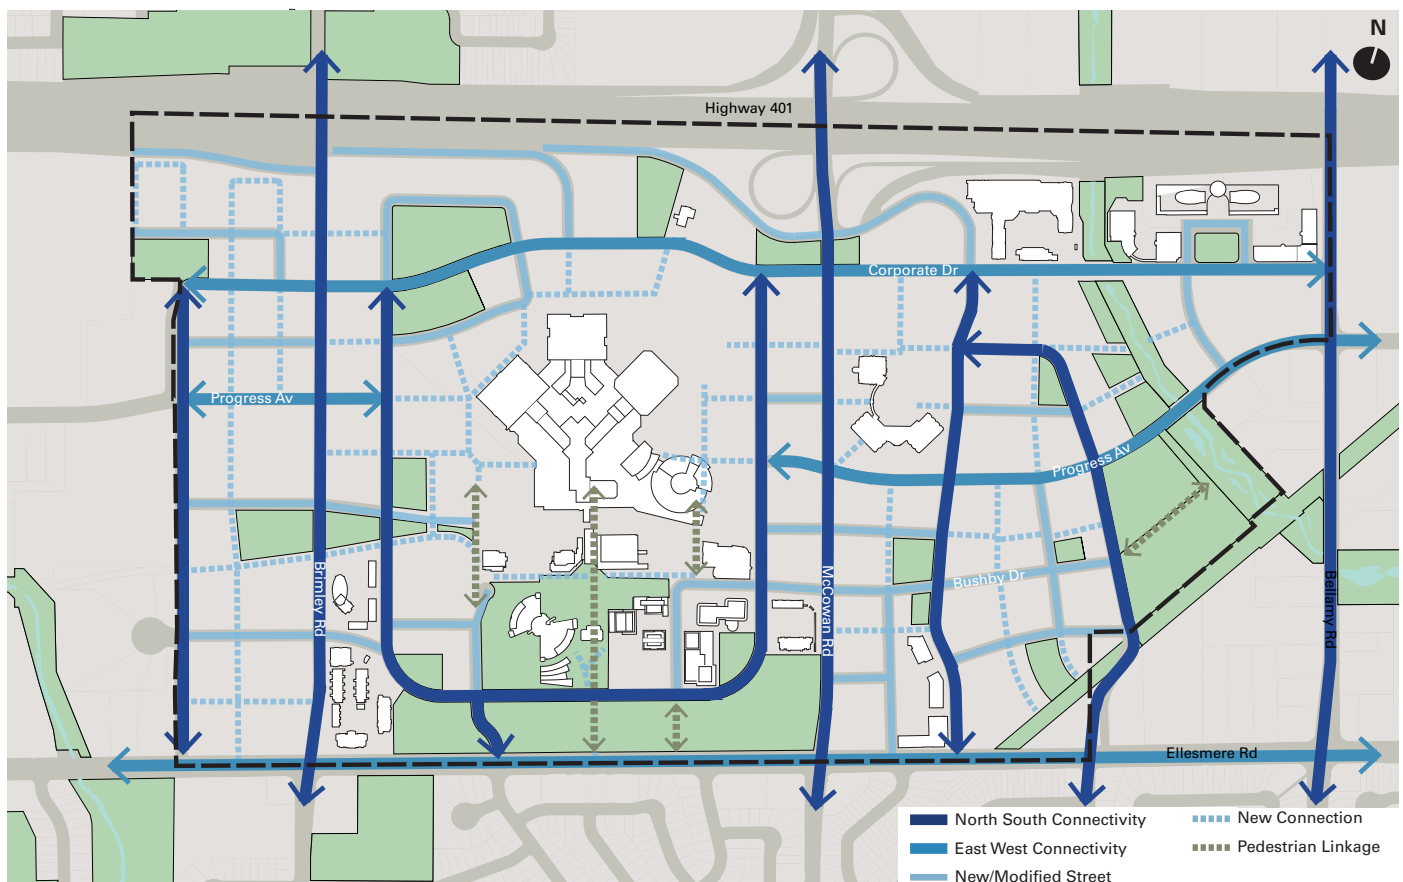 N
Highway 401
Corporate Dr
Progress Av
Progress Av
Bushby Dr
Brimley Rd
McCowan Rd
Bellamy Rd
Ellesmere Rd
North South Connectivity
East West Connectivity
New/Modified Street
New Connection
Pedestrian Linkage